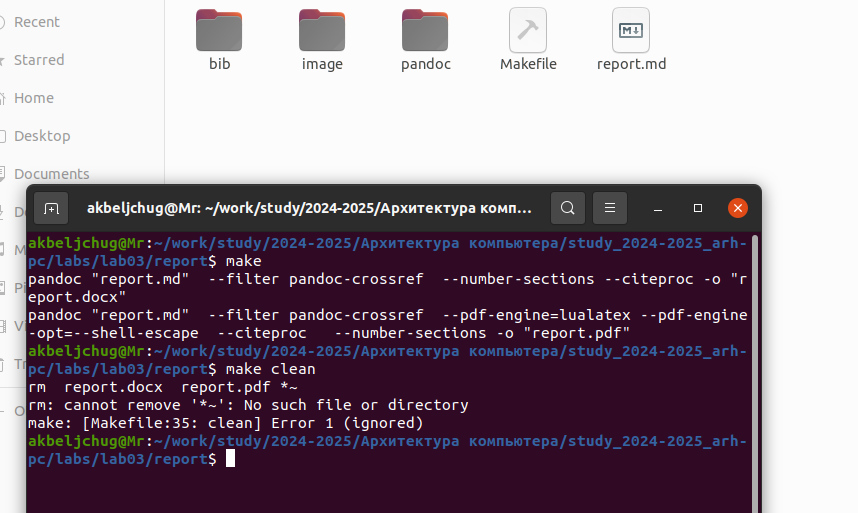 Recent
Starred
Home
Desktop
Documents
bib
image
pandoc
Makefile
report.md
akbeljchug@Mr: ~/work/study/2024-2025/Архитектура комп...
akbeljchug@Mr:~/work/study/2024-2025/Архитектура компьютера/study_2024-2025_arh-
pc/labs/lab03/report$ make
pandoc "report.md"  --filter pandoc-crossref  --number-sections --citeproc -o "r
eport.docx"
pandoc "report.md"  --filter pandoc-crossref  --pdf-engine=lualatex --pdf-engine
-opt=--shell-escape  --citeproc   --number-sections -o "report.pdf"
akbeljchug@Mr:~/work/study/2024-2025/Архитектура компьютера/study_2024-2025_arh-
pc/labs/lab03/report$ make clean
rm  report.docx  report.pdf *~
rm: cannot remove '*~': No such file or directory
make: [Makefile:35: clean] Error 1 (ignored)
akbeljchug@Mr:~/work/study/2024-2025/Архитектура компьютера/study_2024-2025_arh-
pc/labs/lab03/report$